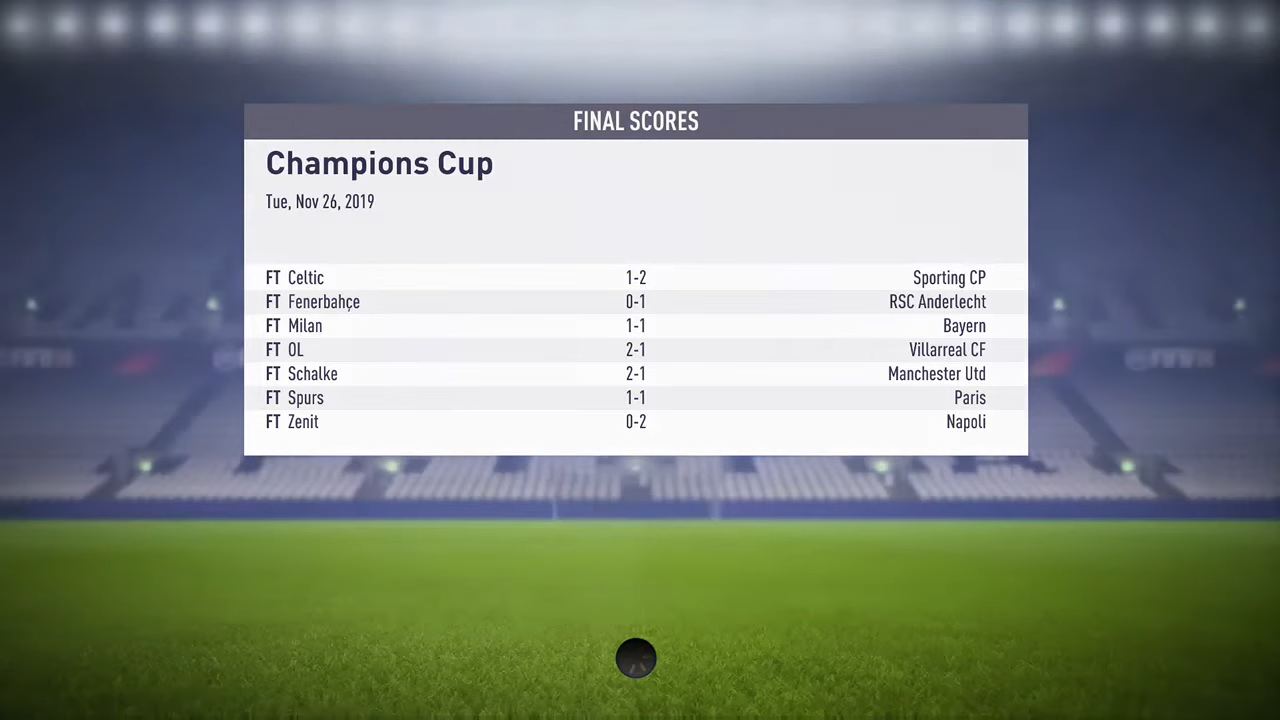 FINAL SCORES
Champions Cup
Tue, Nov 26, 2019
FT Celtic 1-2 Sporting CP
FT Fenerbahçe 0-1 RSC Anderlecht
FT Milan 1-1 Bayern
FT OL 2-1 Villarreal CF
FT Schalke 2-1 Manchester Utd
FT Spurs 1-1 Paris
FT Zenit 0-2 Napoli